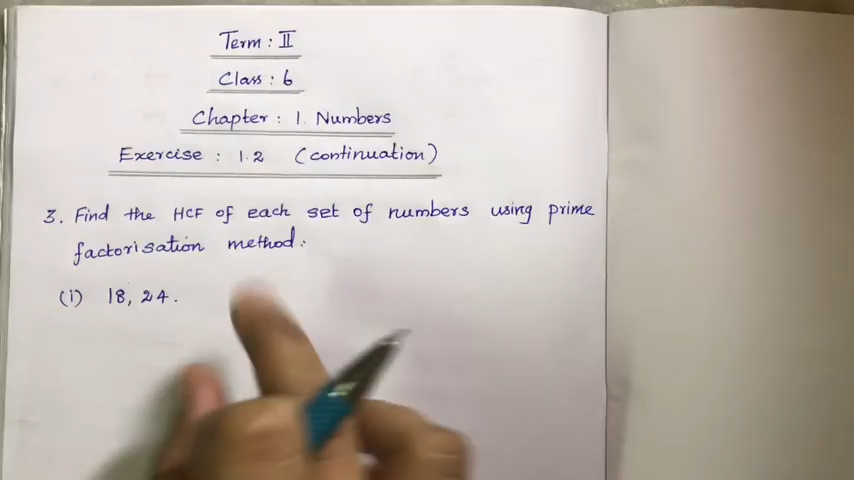 Term : II
Class : 6
Chapter : 1. Numbers
Exercise : 1.2 (continuation)
3. Find the HCF of each set of numbers using prime
factorisation method:
(i) 18, 24.